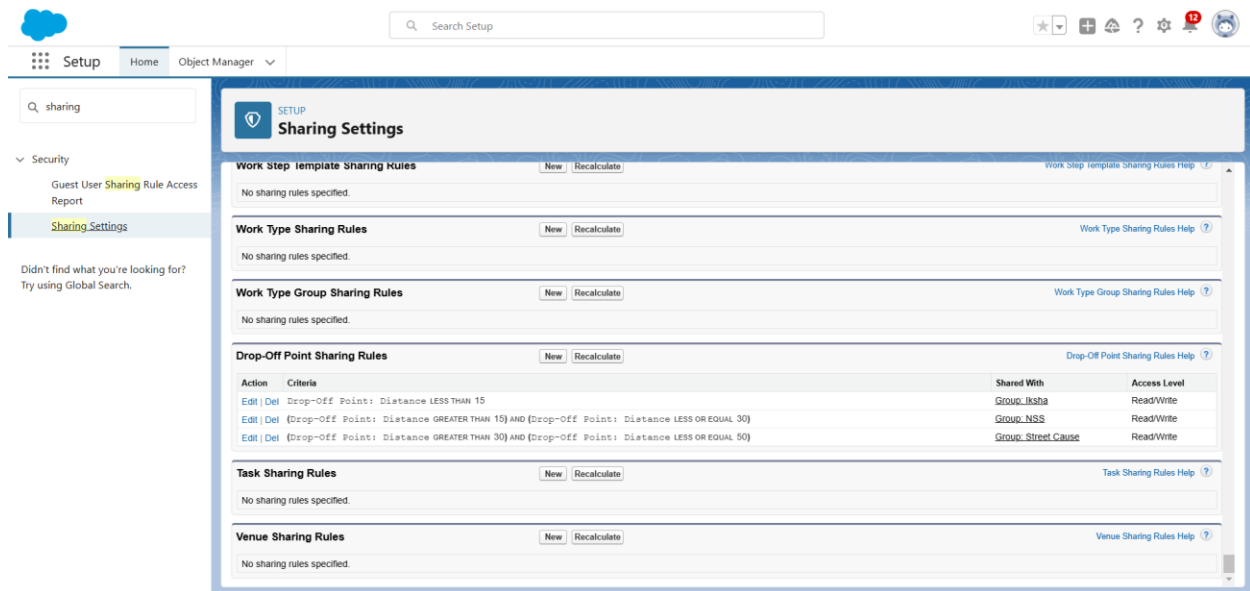 Search Setup
12
Setup
Home
Object Manager
sharing
Security
Guest User Sharing Rule Access
Report
Sharing Settings
Didn't find what you're looking for?
Try using Global Search.
SETUP
Sharing Settings
Work Step Template Sharing Rules New Recalculate Work Step Template Sharing Rules Help ?
No sharing rules specified.
Work Type Sharing Rules New Recalculate Work Type Sharing Rules Help ?
No sharing rules specified.
Work Type Group Sharing Rules New Recalculate Work Type Group Sharing Rules Help ?
No sharing rules specified.
Drop-Off Point Sharing Rules New Recalculate Drop-Off Point Sharing Rules Help ?
Action Criteria Shared With Access Level
Edit | Del Drop-Off Point: Distance LESS THAN 15 Group: Iksha Read/Write
Edit | Del (Drop-Off Point: Distance GREATER THAN 15) AND (Drop-Off Point: Distance LESS OR EQUAL 30) Group: NSS Read/Write
Edit | Del (Drop-Off Point: Distance GREATER THAN 30) AND (Drop-Off Point: Distance LESS OR EQUAL 50) Group: Street Cause Read/Write
Task Sharing Rules New Recalculate Task Sharing Rules Help ?
No sharing rules specified.
Venue Sharing Rules New Recalculate Venue Sharing Rules Help ?
No sharing rules specified.